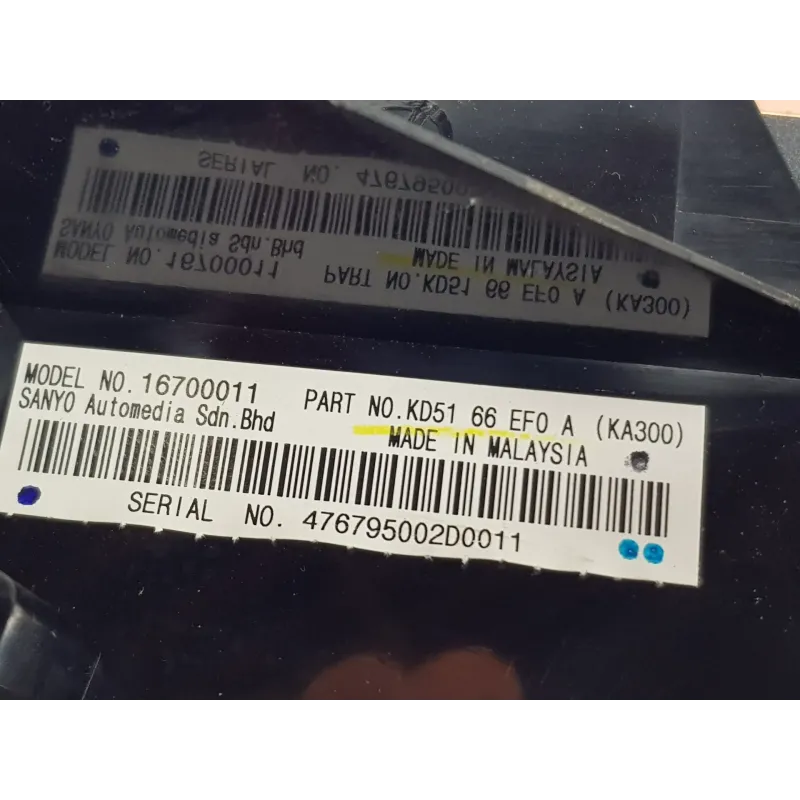 MODEL NO.16700011 PART NO.KD51 66 EF0 A (KA300)
SANYO Automedia Sdn.Bhd MADE IN MALAYSIA
SERIAL NO. 476795002D0011